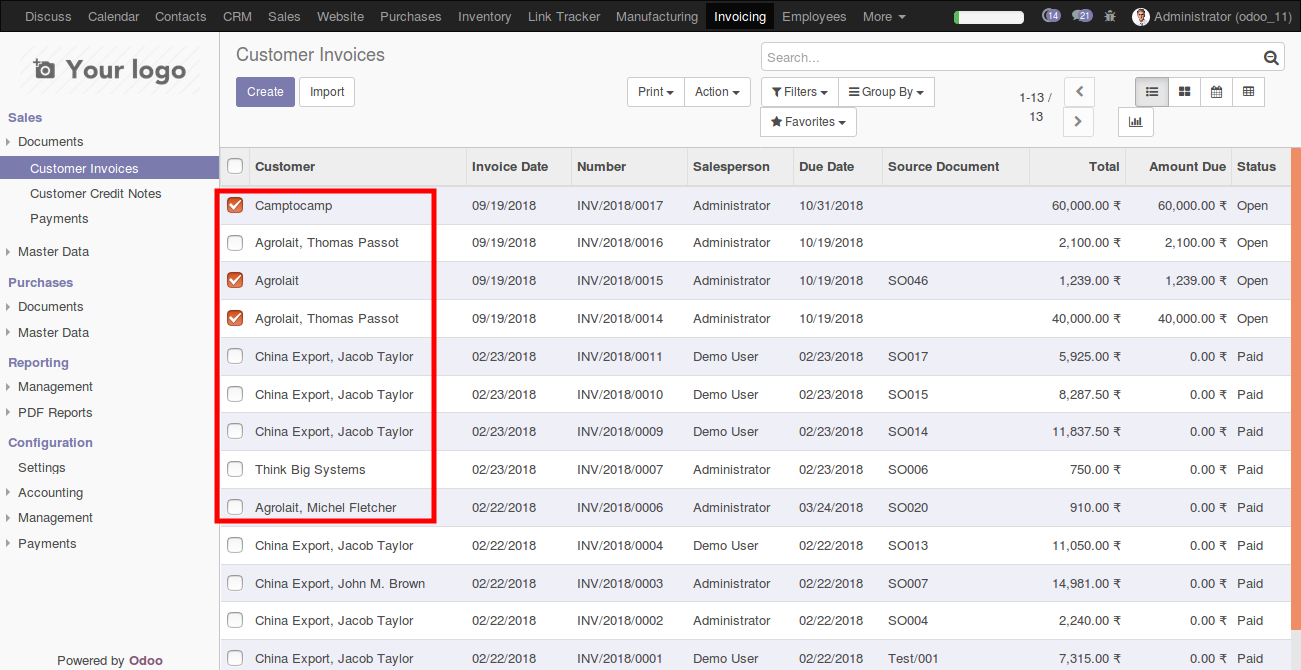 Discuss Calendar Contacts CRM Sales Website Purchases Inventory Link Tracker Manufacturing Invoicing Employees More 14 21 Administrator (odoo_11)
Your logo
Sales
Documents
Customer Invoices
Customer Credit Notes
Payments
Master Data
Purchases
Documents
Master Data
Reporting
Management
PDF Reports
Configuration
Settings
Accounting
Management
Payments
Powered by Odoo
Customer Invoices
Search...
Create Import Print Action Filters Group By 1-13 / 13
Favorites
Customer Invoice Date Number Salesperson Due Date Source Document Total Amount Due Status
Camptocamp 09/19/2018 INV/2018/0017 Administrator 10/31/2018 60,000.00 ₹ 60,000.00 ₹ Open
Agrolait, Thomas Passot 09/19/2018 INV/2018/0016 Administrator 10/19/2018 2,100.00 ₹ 2,100.00 ₹ Open
Agrolait 09/19/2018 INV/2018/0015 Administrator 10/19/2018 SO046 1,239.00 ₹ 1,239.00 ₹ Open
Agrolait, Thomas Passot 09/19/2018 INV/2018/0014 Administrator 10/19/2018 40,000.00 ₹ 40,000.00 ₹ Open
China Export, Jacob Taylor 02/23/2018 INV/2018/0011 Demo User 02/23/2018 SO017 5,925.00 ₹ 0.00 ₹ Paid
China Export, Jacob Taylor 02/23/2018 INV/2018/0010 Demo User 02/23/2018 SO015 8,287.50 ₹ 0.00 ₹ Paid
China Export, Jacob Taylor 02/23/2018 INV/2018/0009 Demo User 02/23/2018 SO014 11,837.50 ₹ 0.00 ₹ Paid
Think Big Systems 02/23/2018 INV/2018/0007 Administrator 02/23/2018 SO006 750.00 ₹ 0.00 ₹ Paid
Agrolait, Michel Fletcher 02/22/2018 INV/2018/0006 Administrator 03/24/2018 SO020 910.00 ₹ 0.00 ₹ Paid
China Export, Jacob Taylor 02/22/2018 INV/2018/0004 Demo User 02/22/2018 SO013 11,050.00 ₹ 0.00 ₹ Paid
China Export, John M. Brown 02/22/2018 INV/2018/0003 Administrator 02/22/2018 SO007 14,981.00 ₹ 0.00 ₹ Paid
China Export, Jacob Taylor 02/22/2018 INV/2018/0002 Administrator 02/22/2018 SO004 2,240.00 ₹ 0.00 ₹ Paid
China Export, Jacob Taylor 02/22/2018 INV/2018/0001 Demo User 02/22/2018 Test/001 7,315.00 ₹ 0.00 ₹ Paid